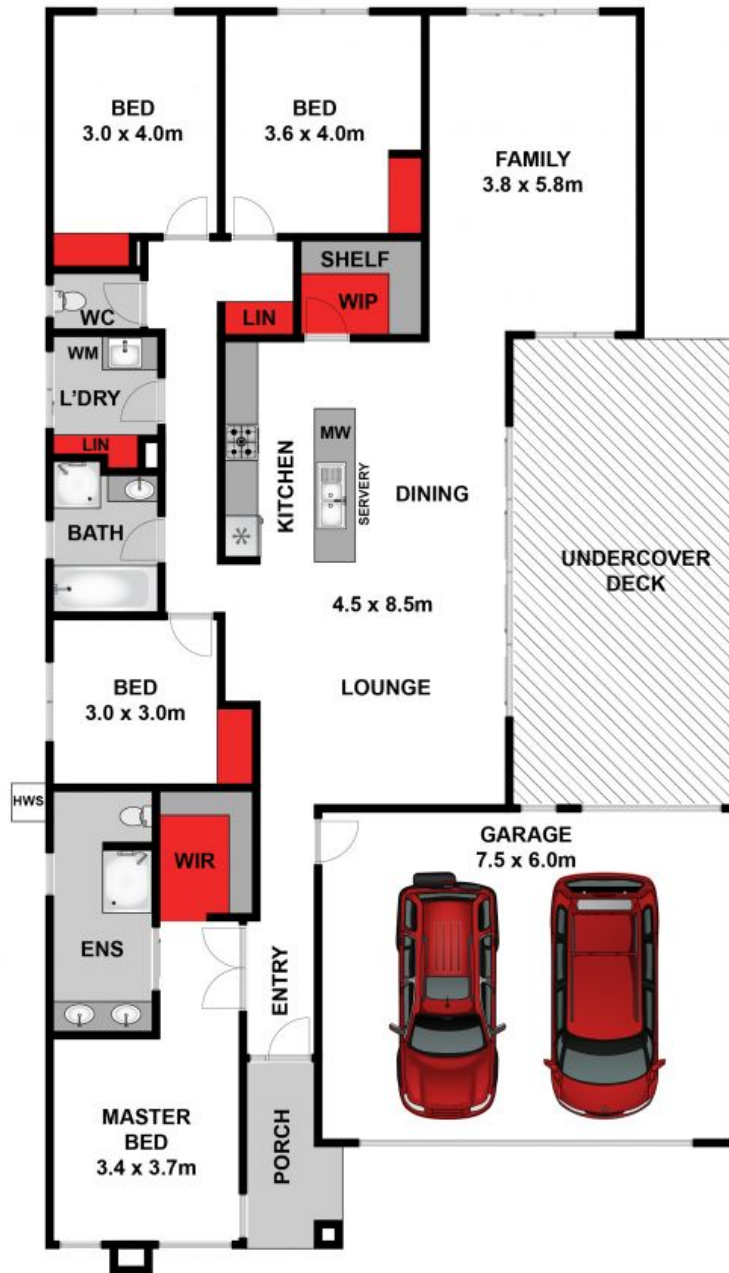 BED
3.0 x 4.0m
BED
3.6 x 4.0m
FAMILY
3.8 x 5.8m
SHELF
WIP
LIN
WC
WM
L'DRY
LIN
BATH
KITCHEN
MW
SERVERY
DINING
4.5 x 8.5m
LOUNGE
UNDERCOVER
DECK
BED
3.0 x 3.0m
HWS
WIR
ENS
GARAGE
7.5 x 6.0m
ENTRY
MASTER
BED
3.4 x 3.7m
PORCH